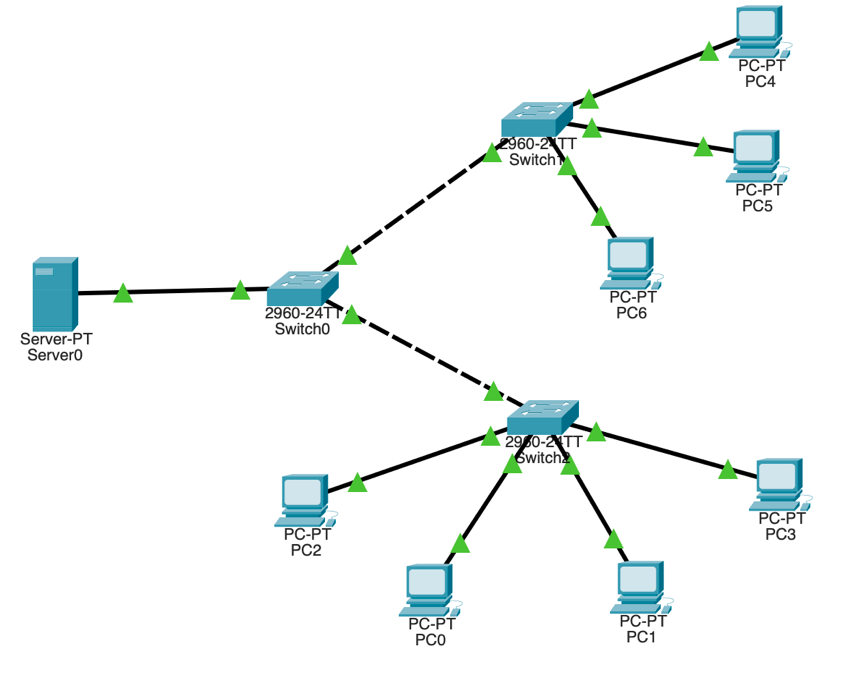 PC-PT
PC4
2960-24TT
Switch1
PC-PT
PC5
PC-PT
PC6
2960-24TT
Switch0
Server-PT
Server0
2960-24TT
Switch2
PC-PT
PC3
PC-PT
PC2
PC-PT
PC0
PC-PT
PC1